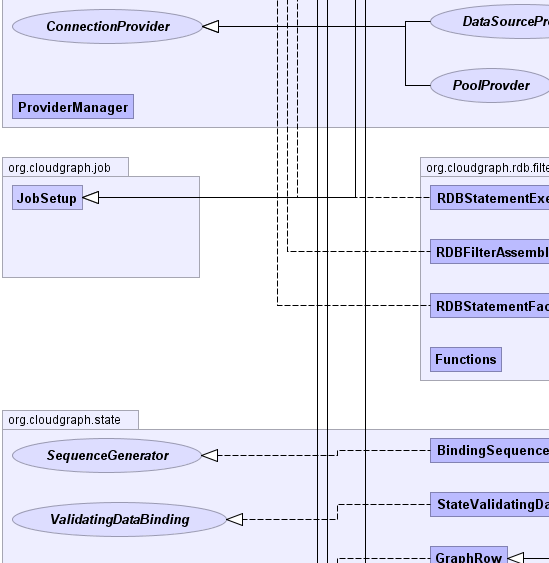 ConnectionProvider
DataSourcePr
PoolProvder
ProviderManager
org.cloudgraph.job
JobSetup
org.cloudgraph.rdb.filte
RDBStatementExe
RDBFilterAssembl
RDBStatementFac
Functions
org.cloudgraph.state
SequenceGenerator
BindingSequence
ValidatingDataBinding
StateValidatingDa
GraphRow